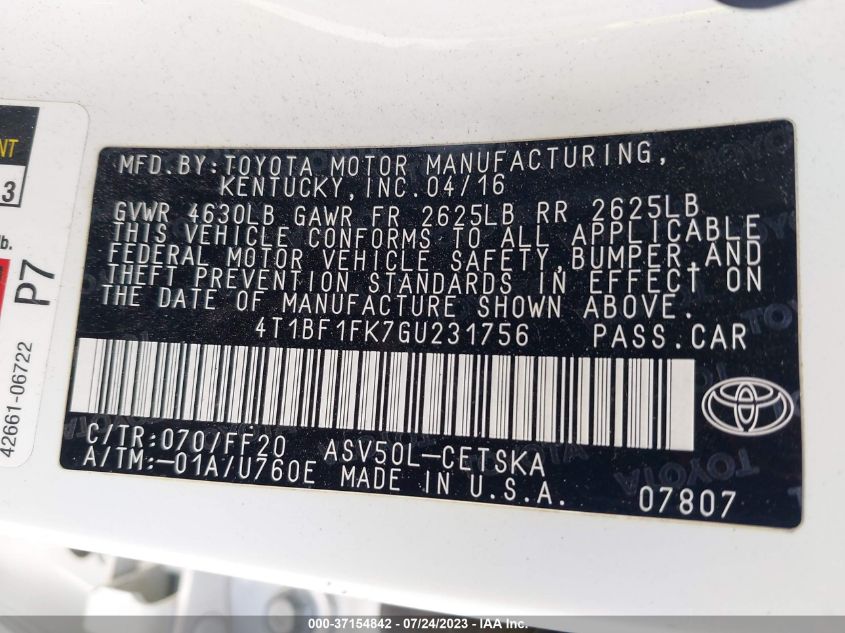 NT
3
b.
P7
42661-06722
MFD.BY:TOYOTA MOTOR MANUFACTURING,
KENTUCKY, INC.04/16
GVWR 4630LB GAWR FR 2625LB RR 2625LB
THIS VEHICLE CONFORMS TO ALL APPLICABLE
FEDERAL MOTOR VEHICLE SAFETY, BUMPER, AND
THEFT PREVENTION STANDARDS IN EFFECT ON
THE DATE OF MANUFACTURE SHOWN ABOVE.
4T1BF1FK7GU231756 PASS.CAR
C/TR:070/FF20 ASV50L-CETSKA
A/TM:-01A/U760E MADE IN U.S.A.
07807
000-37154842 - 07/24/2023 - IAA Inc.